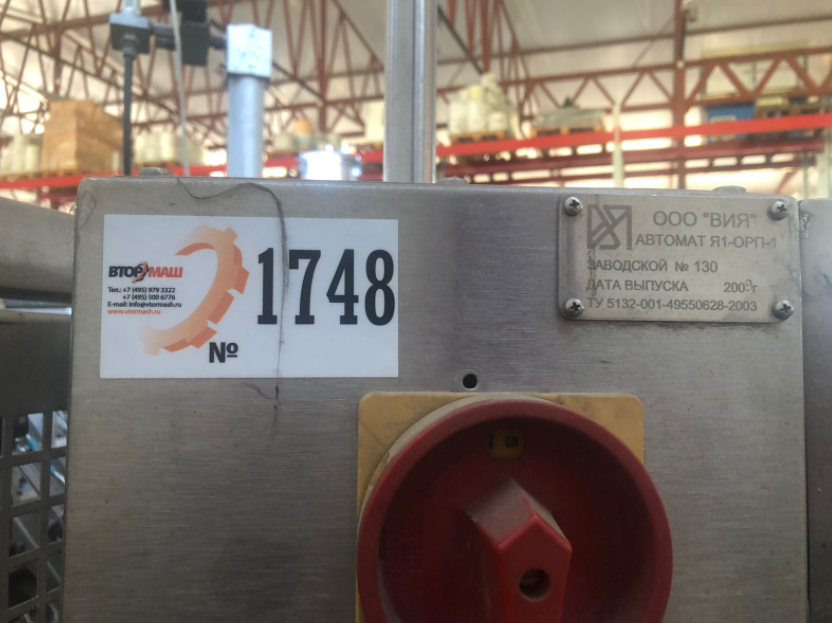 ВТОРМАШ
Тел.: +7 (495) 979 3322
+7 (495) 500 6776
E-mail: info@vtormash.ru
www.vtormash.ru
№ 1748
ООО "ВИЯ"
АВТОМАТ Я1-ОРП-1
ЗАВОДСКОЙ № 130
ДАТА ВЫПУСКА г
ТУ 5132-001-49550628-2003
I ON